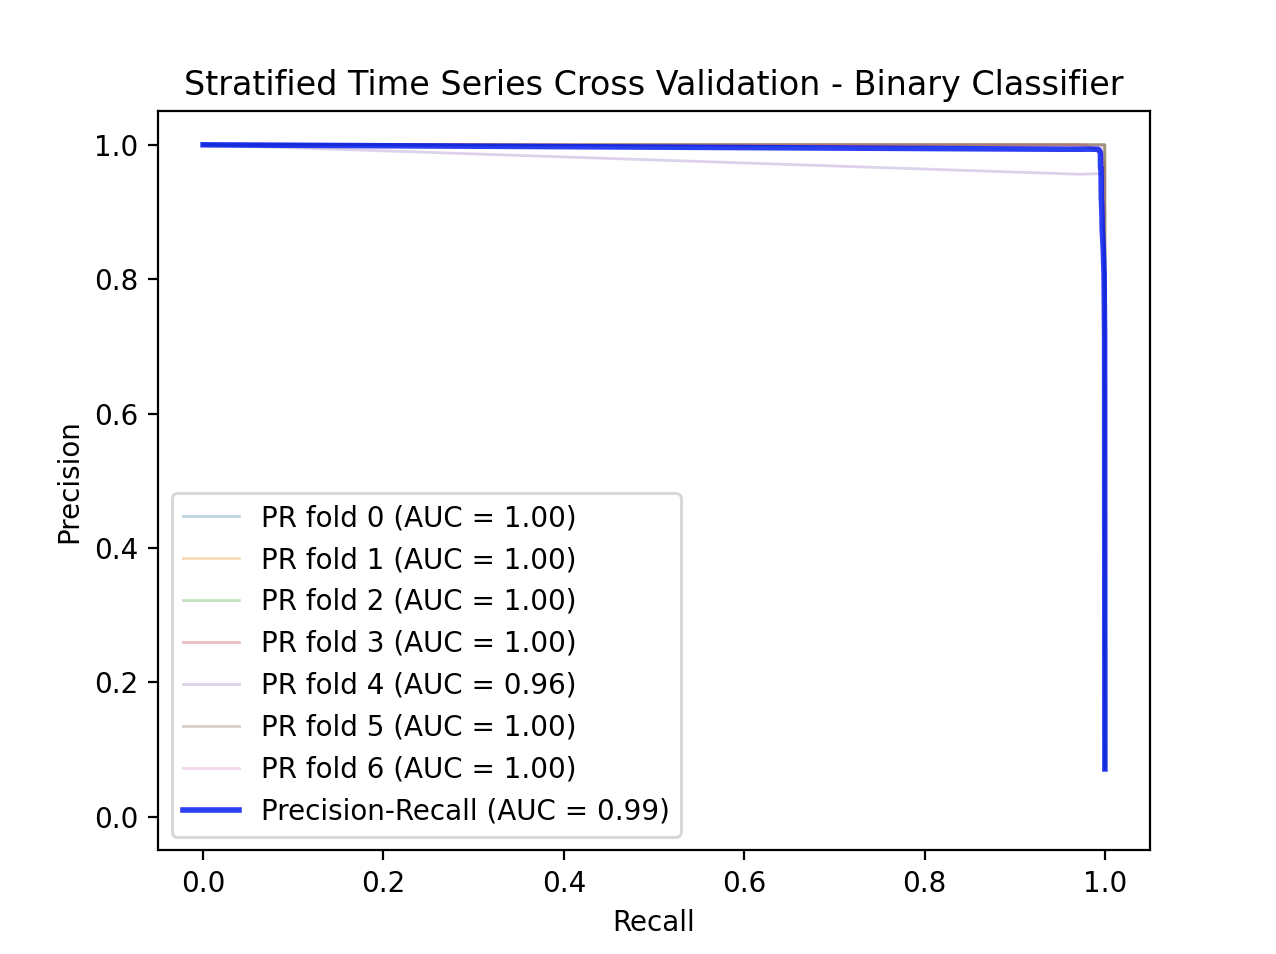 Stratified Time Series Cross Validation - Binary Classifier
1.0
0.8
0.6
0.4
0.2
0.0
Precision
PR fold 0 (AUC = 1.00)
PR fold 1 (AUC = 1.00)
PR fold 2 (AUC = 1.00)
PR fold 3 (AUC = 1.00)
PR fold 4 (AUC = 0.96)
PR fold 5 (AUC = 1.00)
PR fold 6 (AUC = 1.00)
Precision-Recall (AUC = 0.99)
0.0 0.2 0.4 0.6 0.8 1.0
Recall